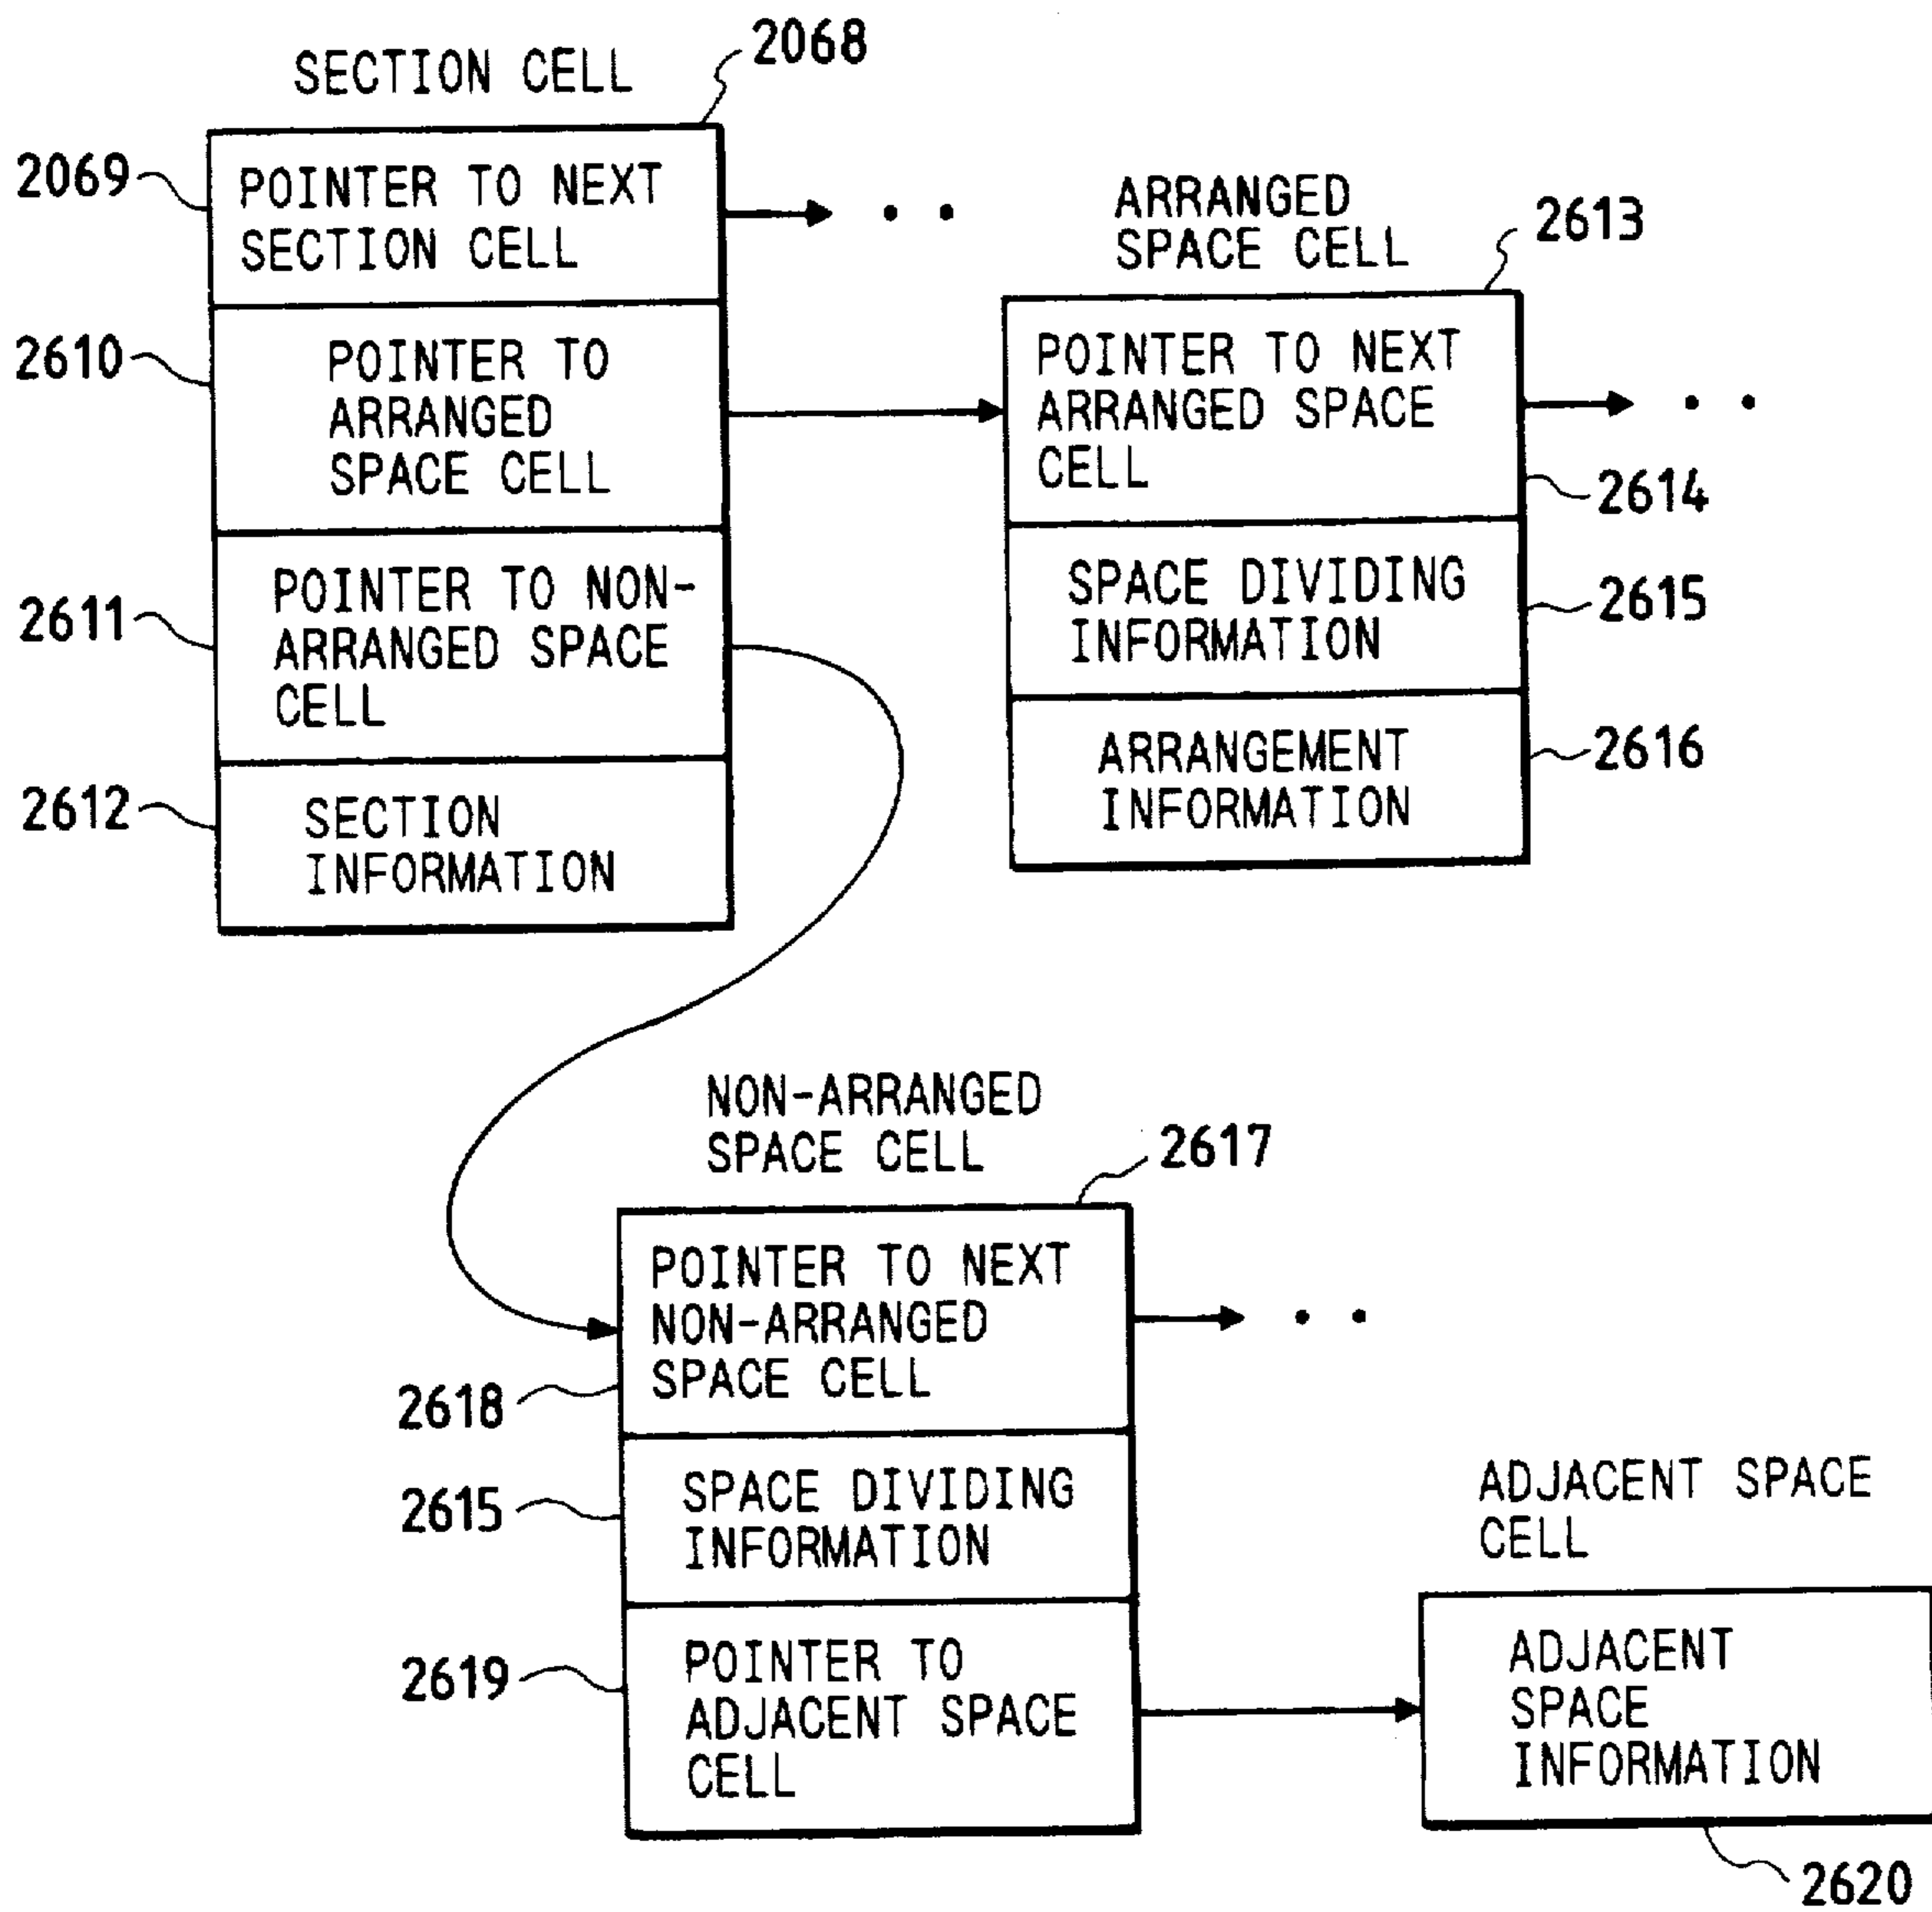 SECTION CELL
2068
2069
POINTER TO NEXT
SECTION CELL
2610
POINTER TO
ARRANGED
SPACE CELL
2611
POINTER TO NON-
ARRANGED SPACE
CELL
2612
SECTION
INFORMATION
ARRANGED
SPACE CELL
2613
POINTER TO NEXT
ARRANGED SPACE
CELL
2614
SPACE DIVIDING
INFORMATION
2615
ARRANGEMENT
INFORMATION
2616
NON-ARRANGED
SPACE CELL
2617
POINTER TO NEXT
NON-ARRANGED
SPACE CELL
2618
SPACE DIVIDING
INFORMATION
2615
POINTER TO
ADJACENT SPACE
CELL
2619
ADJACENT SPACE
CELL
ADJACENT
SPACE
INFORMATION
2620